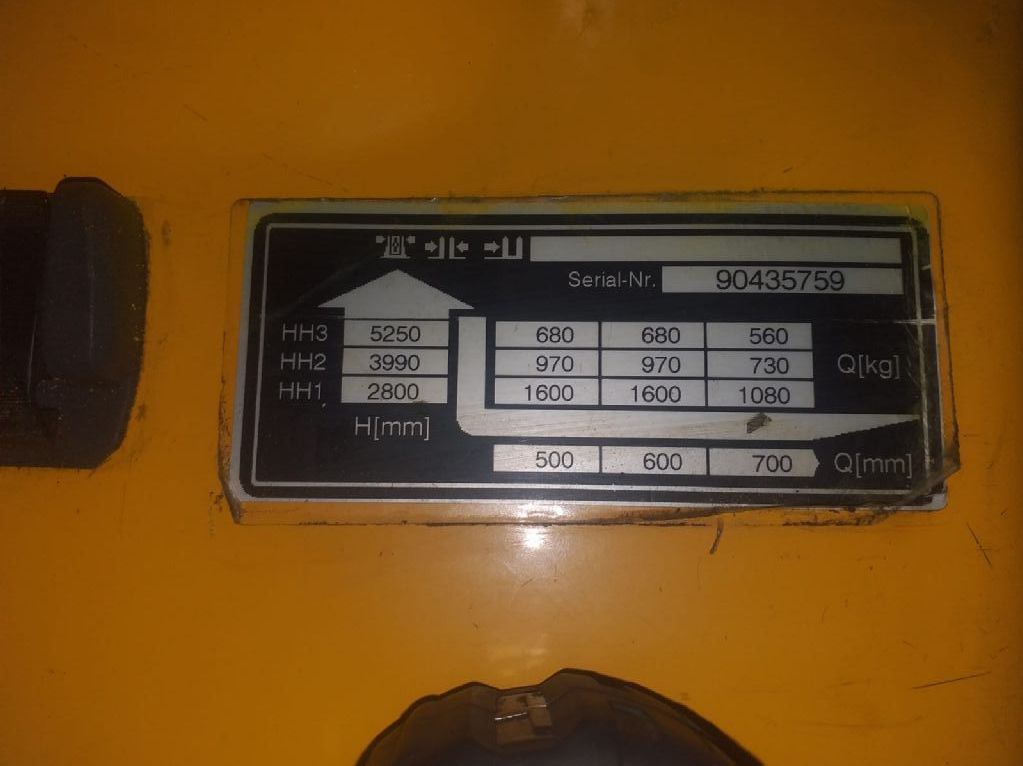 Serial-Nr. 90435759
HH3 5250 680 680 560
HH2 3990 970 970 730 Q[kg]
HH1 2800 1600 1600 1080
H[mm]
500 600 700 Q[mm]